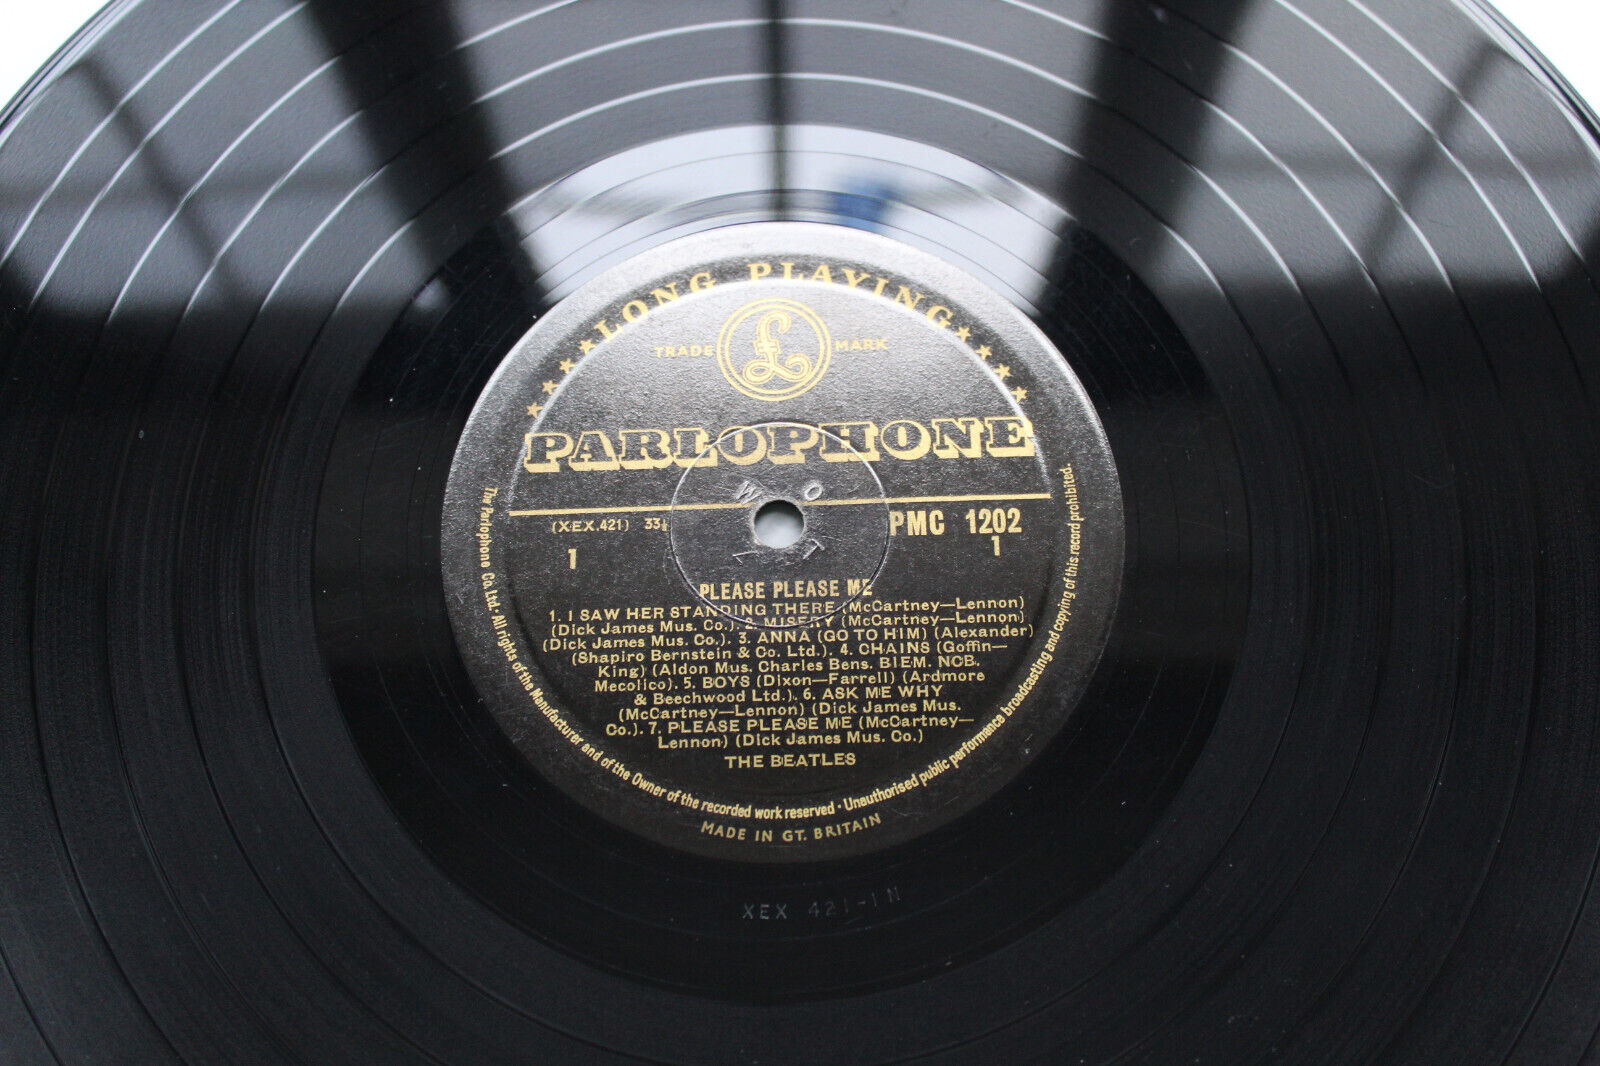 ★★★★★LONG PLAYING★★★★★
TRADE £ MARK
PARLOPHONE
(XEX.421) 33⅓
PMC 1202
1
1
W O L T
PLEASE PLEASE ME
1. I SAW HER STANDING THERE (McCartney—Lennon)
(Dick James Mus. Co.). 2. MISERY (McCartney—Lennon)
(Dick James Mus. Co.). 3. ANNA (GO TO HIM) (Alexander)
(Shapiro Bernstein & Co. Ltd.). 4. CHAINS (Goffin—
King) (Aldon Mus. Charles Bens. BIEM. NCB.
Mecolico). 5. BOYS (Dixon—Farrell) (Ardmore
& Beechwood Ltd.). 6. ASK ME WHY
(McCartney—Lennon) (Dick James Mus.
Co.). 7. PLEASE PLEASE ME (McCartney—
Lennon) (Dick James Mus. Co.)
THE BEATLES
The Parlophone Co. Ltd. · All rights of the Manufacturer and of the Owner of the recorded work reserved · Unauthorised public performance broadcasting and copying of this record prohibited.
MADE IN GT. BRITAIN
XEX 421-1N